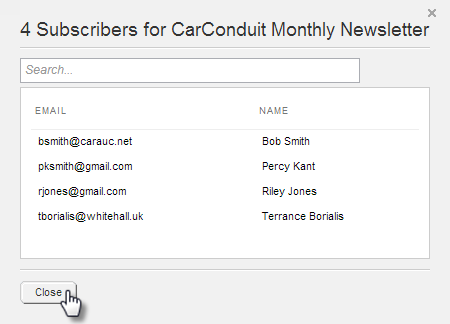 4 Subscribers for CarConduit Monthly Newsletter
Search...
EMAIL NAME
bsmith@carauc.net Bob Smith
pksmith@gmail.com Percy Kant
rjones@gmail.com Riley Jones
tborialis@whitehall.uk Terrance Borialis
Close